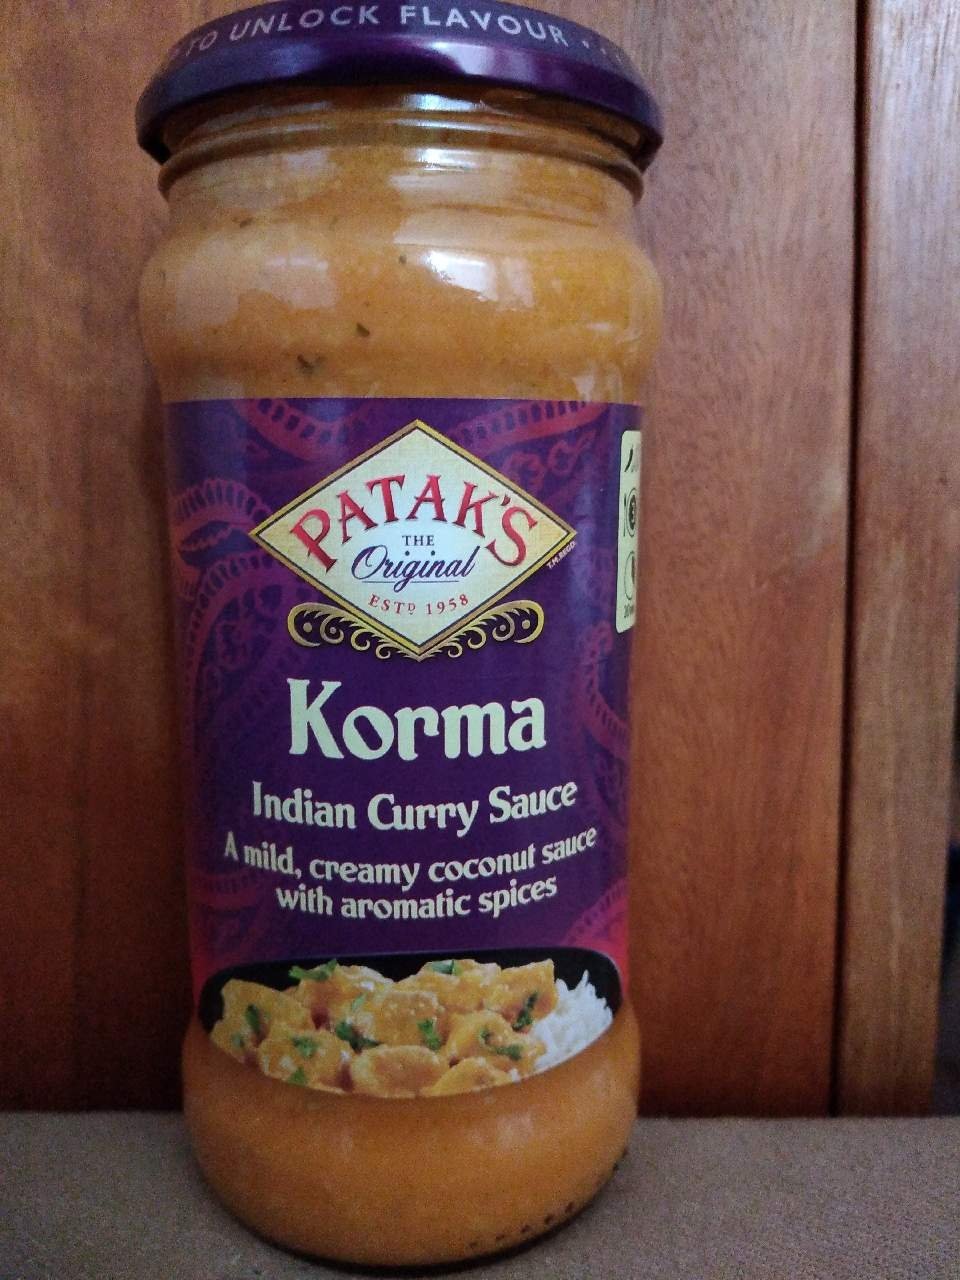 TO UNLOCK FLAVOUR
PATAK'S
THE
Original
ESTD 1958
T.M. REGD.
Korma
Indian Curry Sauce
A mild, creamy coconut sauce
with aromatic spices